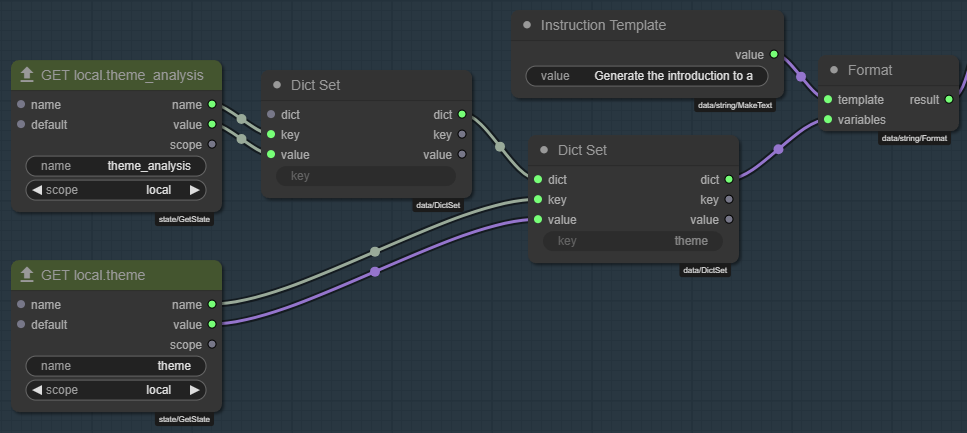 Instruction Template
value
value Generate the introduction to a
data/string/MakeText
GET local.theme_analysis
name name
default value
scope
name theme_analysis
scope local
state/GetState
Dict Set
dict dict
key key
value value
key
data/DictSet
Format
template result
variables
data/string/Format
Dict Set
dict dict
key key
value value
key theme
data/DictSet
GET local.theme
name name
default value
scope
name theme
scope local
state/GetState